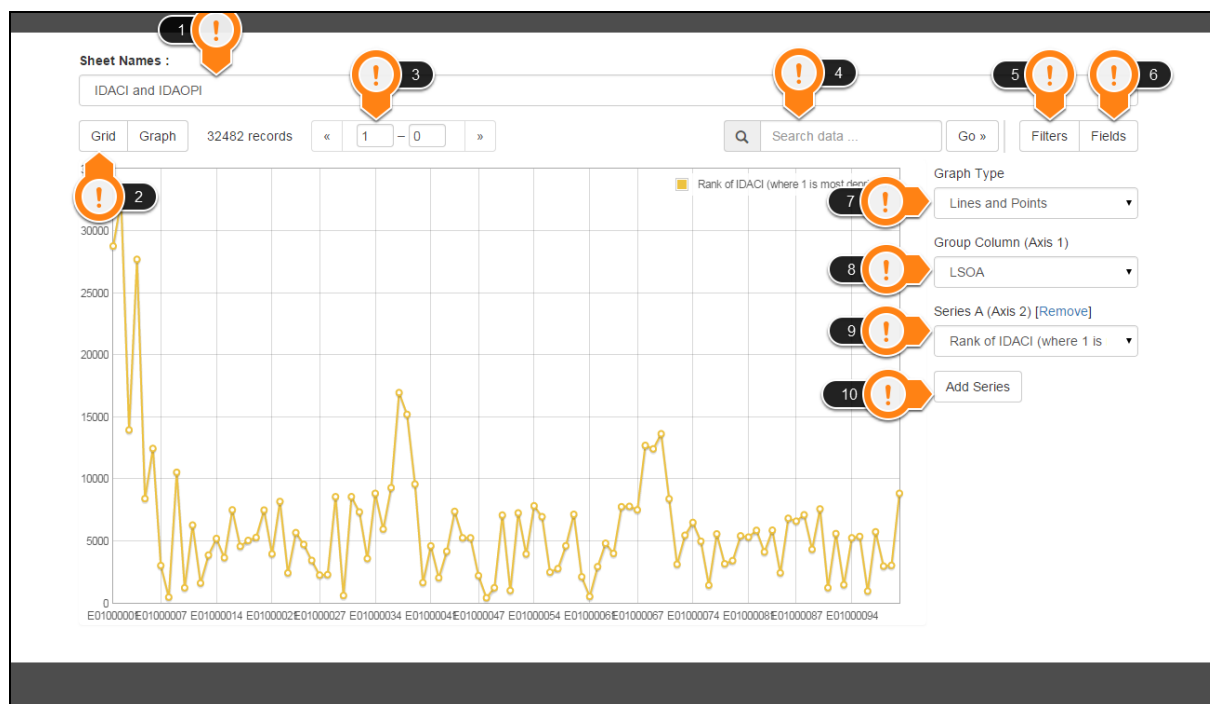 1
Sheet Names :
3
4
5
6
IDACI and IDAOPI
Grid Graph 32482 records « 1 – 0 » Search data ... Go » Filters Fields
2
Rank of IDACI (where 1 is most
7
Graph Type
Lines and Points
8
Group Column (Axis 1)
LSOA
9
Series A (Axis 2) [Remove]
Rank of IDACI (where 1 is
10
Add Series
30000
25000
20000
15000
10000
5000
0
E01000007 E01000014 E01000027 E01000034 E01000047 E01000054 E01000067 E01000074 E01000087 E01000094